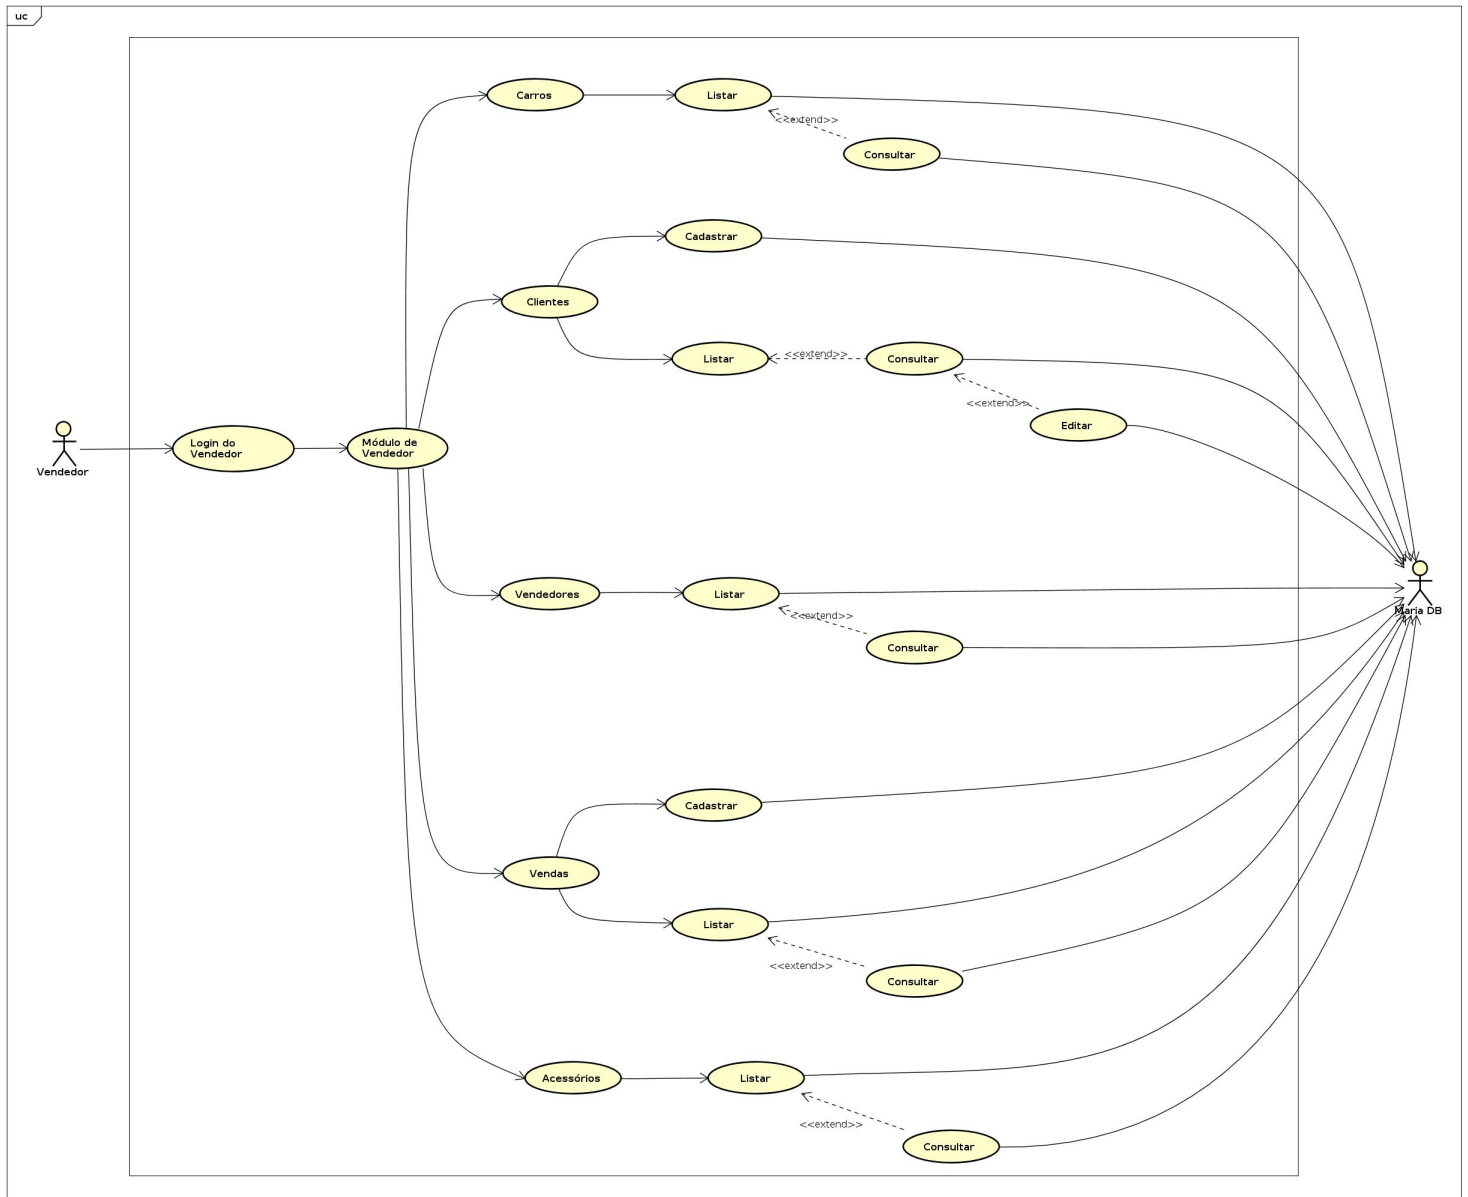 uc
Carros
Listar
<<extend>>
Consultar
Cadastrar
Clientes
Listar
<<extend>>
Consultar
<<extend>>
Editar
Vendedor
Login do
Vendedor
Módulo de
Vendedor
Vendedores
Listar
<<extend>>
Consultar
Maria DB
Cadastrar
Vendas
Listar
<<extend>>
Consultar
Acessórios
Listar
<<extend>>
Consultar